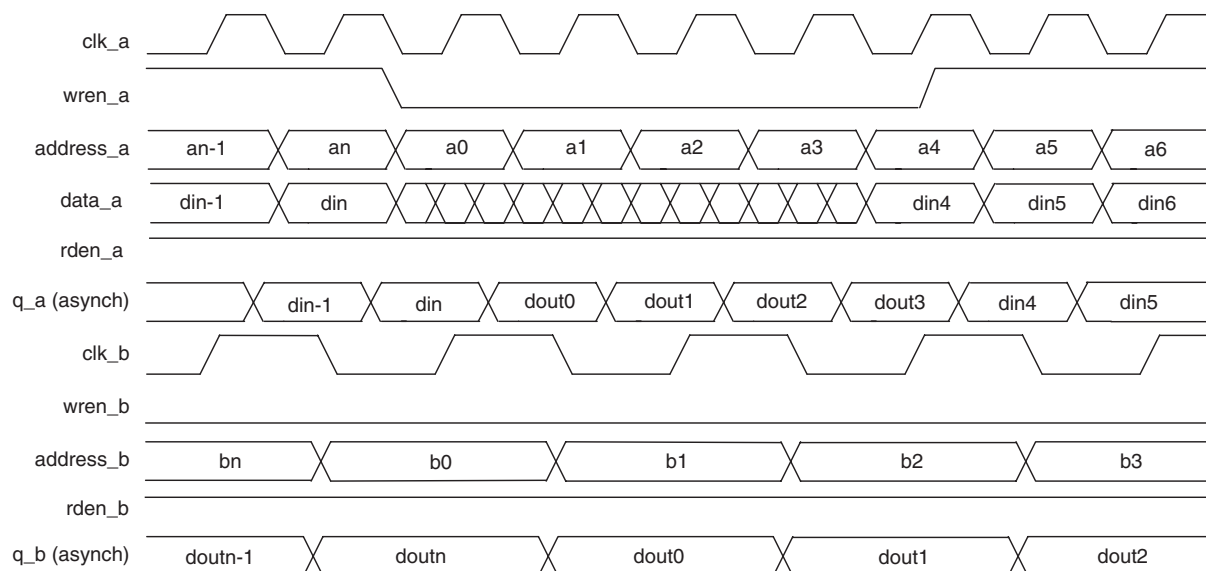 clk_a
wren_a
address_a an-1 an a0 a1 a2 a3 a4 a5 a6
data_a din-1 din din4 din5 din6
rden_a
q_a (asynch) din-1 din dout0 dout1 dout2 dout3 din4 din5
clk_b
wren_b
address_b bn b0 b1 b2 b3
rden_b
q_b (asynch) doutn-1 doutn dout0 dout1 dout2